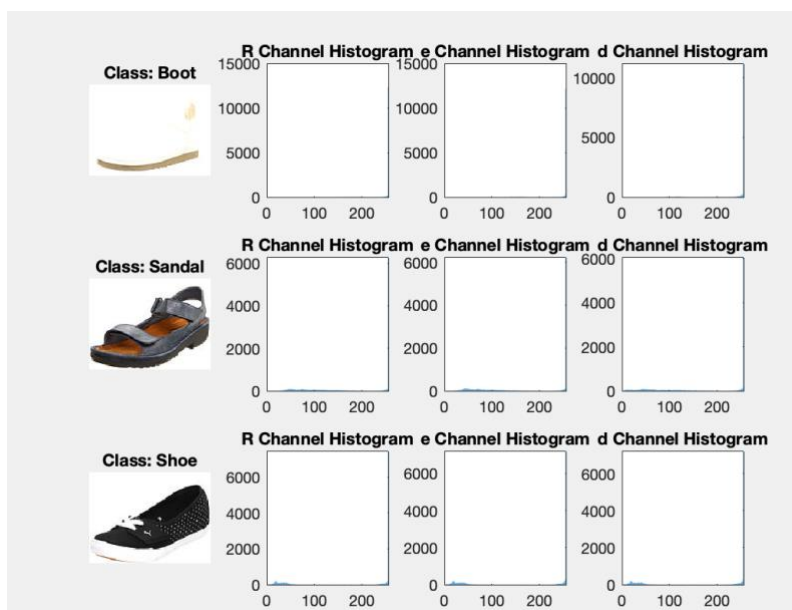 R Channel Histogram e Channel Histogram d Channel Histogram
Class: Boot
15000 15000
10000 10000 10000
5000 5000 5000
0 0 0
0 100 200 0 100 200 0 100 200
R Channel Histogram e Channel Histogram d Channel Histogram
Class: Sandal
6000 6000 6000
4000 4000 4000
2000 2000 2000
0 0 0
0 100 200 0 100 200 0 100 200
R Channel Histogram e Channel Histogram d Channel Histogram
Class: Shoe
6000 6000 6000
4000 4000 4000
2000 2000 2000
0 0 0
0 100 200 0 100 200 0 100 200